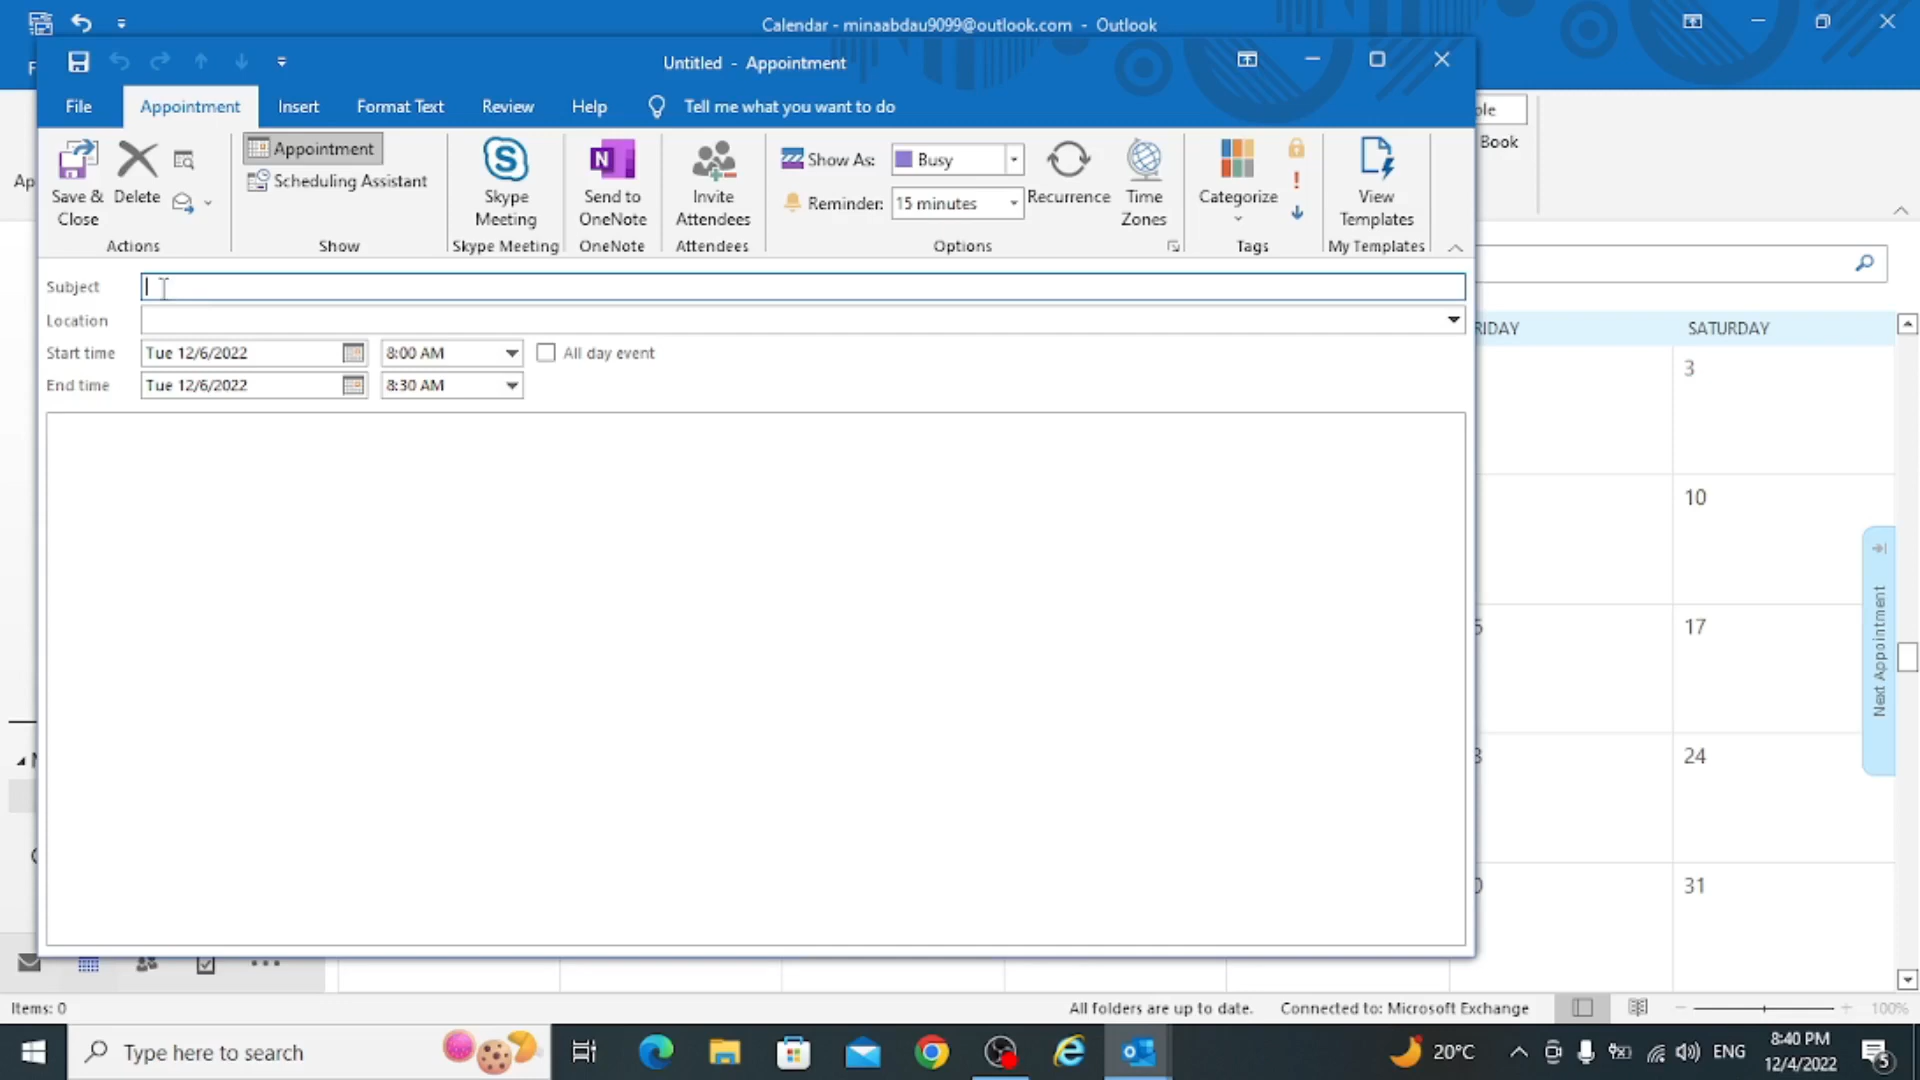 Calendar - minaabdau9099@outlook.com - Outlook
Untitled - Appointment
File Appointment Insert Format Text Review Help Tell me what you want to do
Save & Close
Delete
Appointment
Scheduling Assistant
Skype Meeting
Send to OneNote
Invite Attendees
Show As: Busy
Reminder: 15 minutes
Recurrence
Time Zones
Categorize
View Templates
Actions Show Skype Meeting OneNote Attendees Options Tags My Templates
Book
Subject
Location
Start time Tue 12/6/2022 8:00 AM All day event
End time Tue 12/6/2022 8:30 AM
SATURDAY
3
10
17
24
31
Next Appointment
Items: 0 All folders are up to date. Connected to: Microsoft Exchange 100%
Type here to search 20°C ENG 8:40 PM
12/4/2022 5